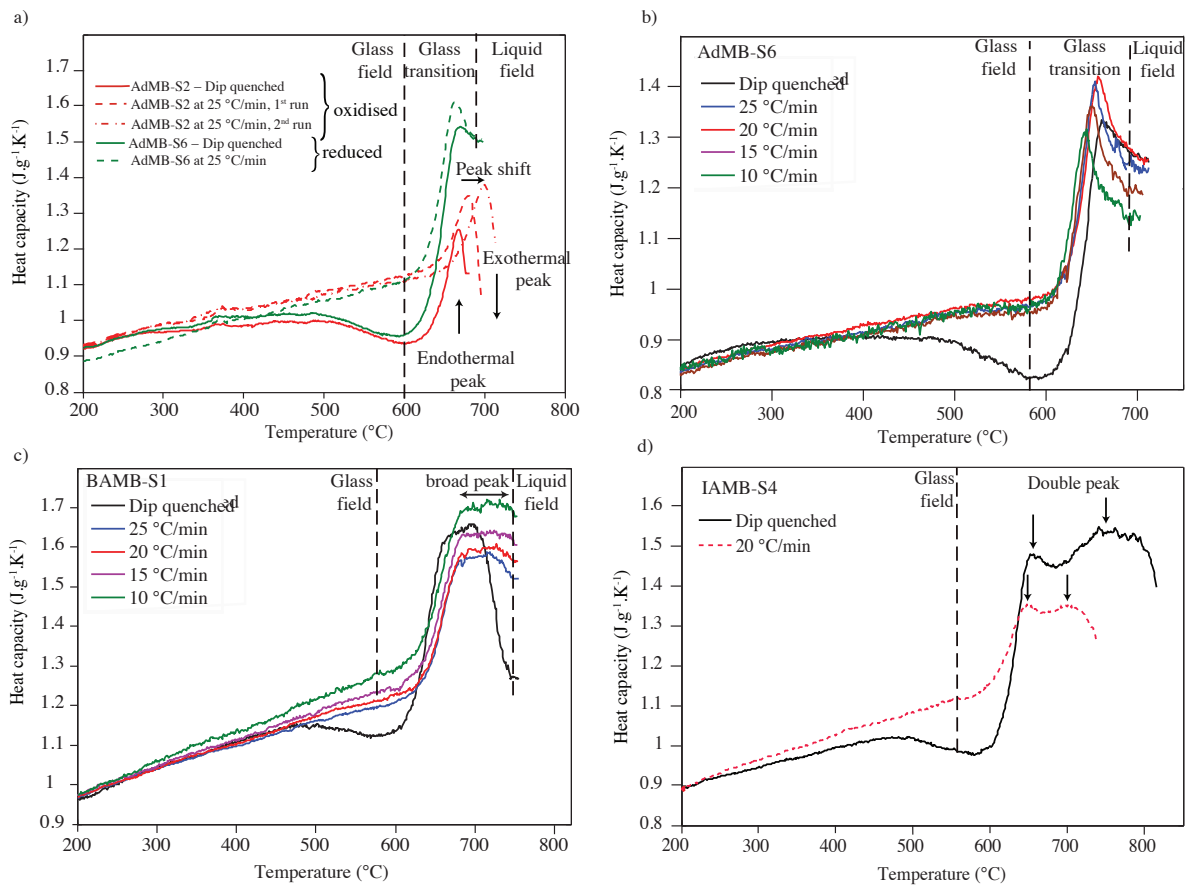 a)
Glass field
Glass transition
Liquid field
AdMB-S2 – Dip quenched
AdMB-S2 at 25 °C/min, 1st run
AdMB-S2 at 25 °C/min, 2nd run
AdMB-S6 – Dip quenched
AdMB-S6 at 25 °C/min
oxidised
reduced
Peak shift
Exothermal peak
Endothermal peak
Heat capacity (J.g-1.K-1)
1.7
1.6
1.5
1.4
1.3
1.2
1.1
1
0.9
0.8
200 300 400 500 600 700 800
Temperature (°C)
b)
AdMB-S6
Glass field
Glass transition
Liquid field
Dip quenched
ed
25 °C/min
20 °C/min
15 °C/min
10 °C/min
Heat capacity (J.g-1.K-1)
1.4
1.3
1.2
1.1
1
0.9
0.8
200 300 400 500 600 700
Temperature (°C)
c)
BAMB-S1
Glass field
broad peak
Liquid field
Dip quenched
ed
25 °C/min
20 °C/min
15 °C/min
10 °C/min
Heat capacity (J.g-1.K-1)
1.7
1.6
1.5
1.4
1.3
1.2
1.1
1
0.9
200 300 400 500 600 700 800
Temperature (°C)
d)
IAMB-S4
Glass field
Double peak
Dip quenched
20 °C/min
Heat capacity (J.g-1.K-1)
1.6
1.5
1.4
1.3
1.2
1.1
1
0.9
0.8
200 300 400 500 600 700 800
Temperature (°C)